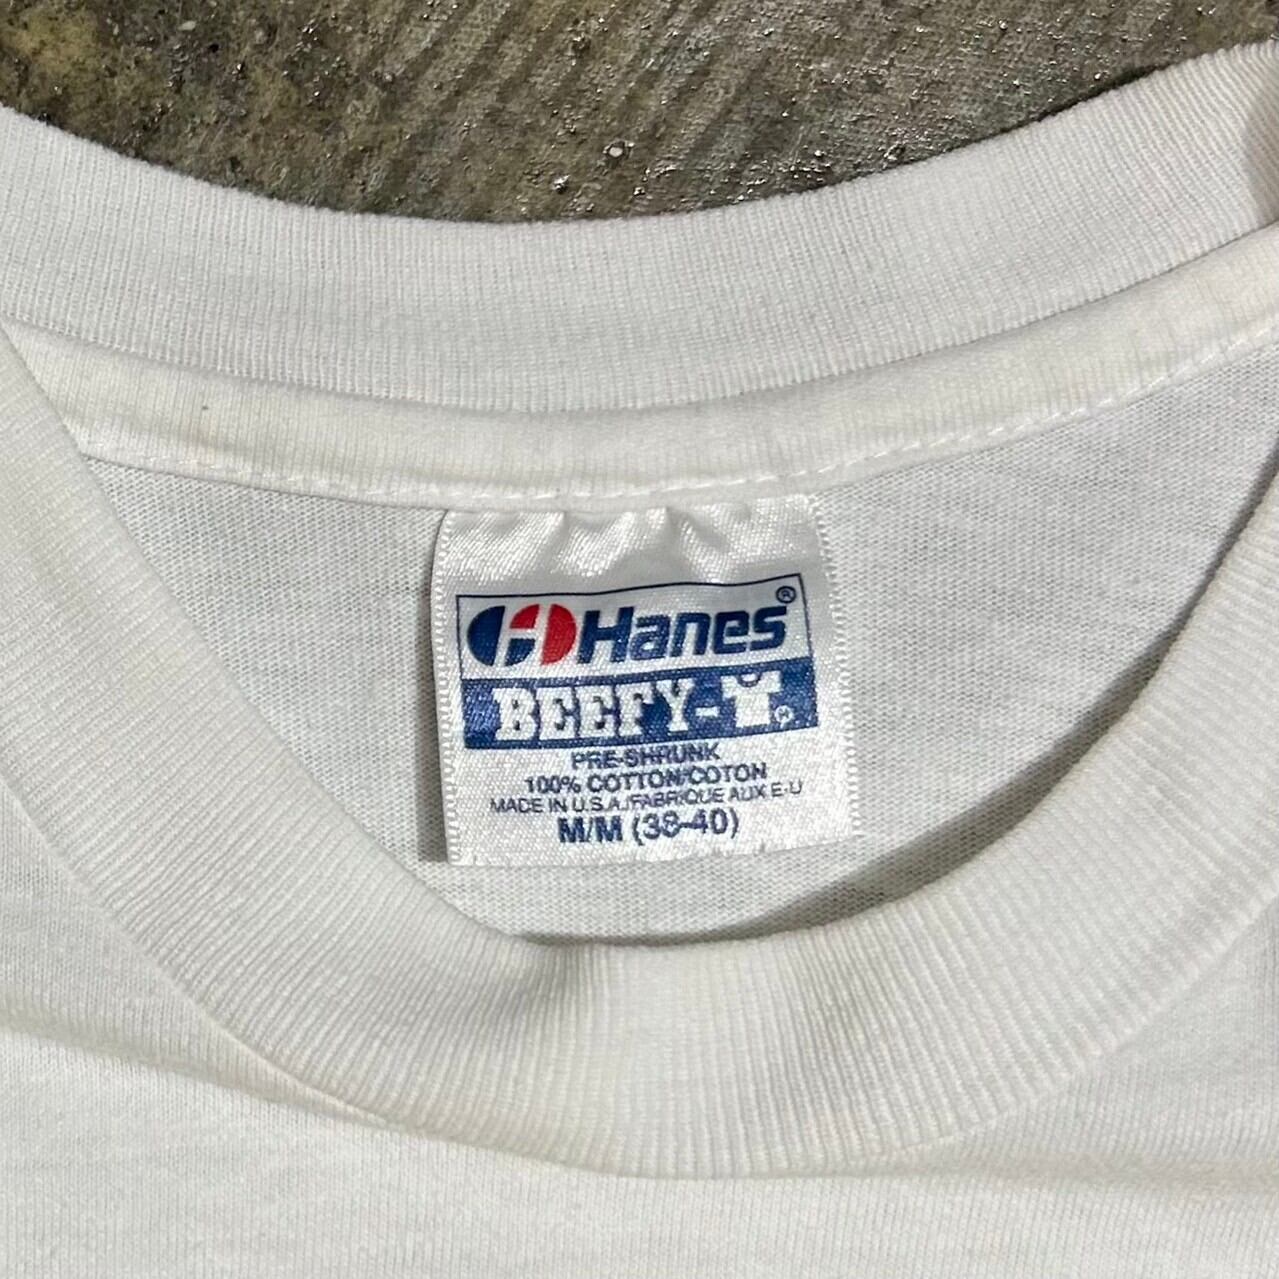 Hanes®
BEEFY-T
PRE-SHRUNK
100% COTTON/COTON
MADE IN U.S.A./FABRIQUE AUX E-U
M/M (38-40)